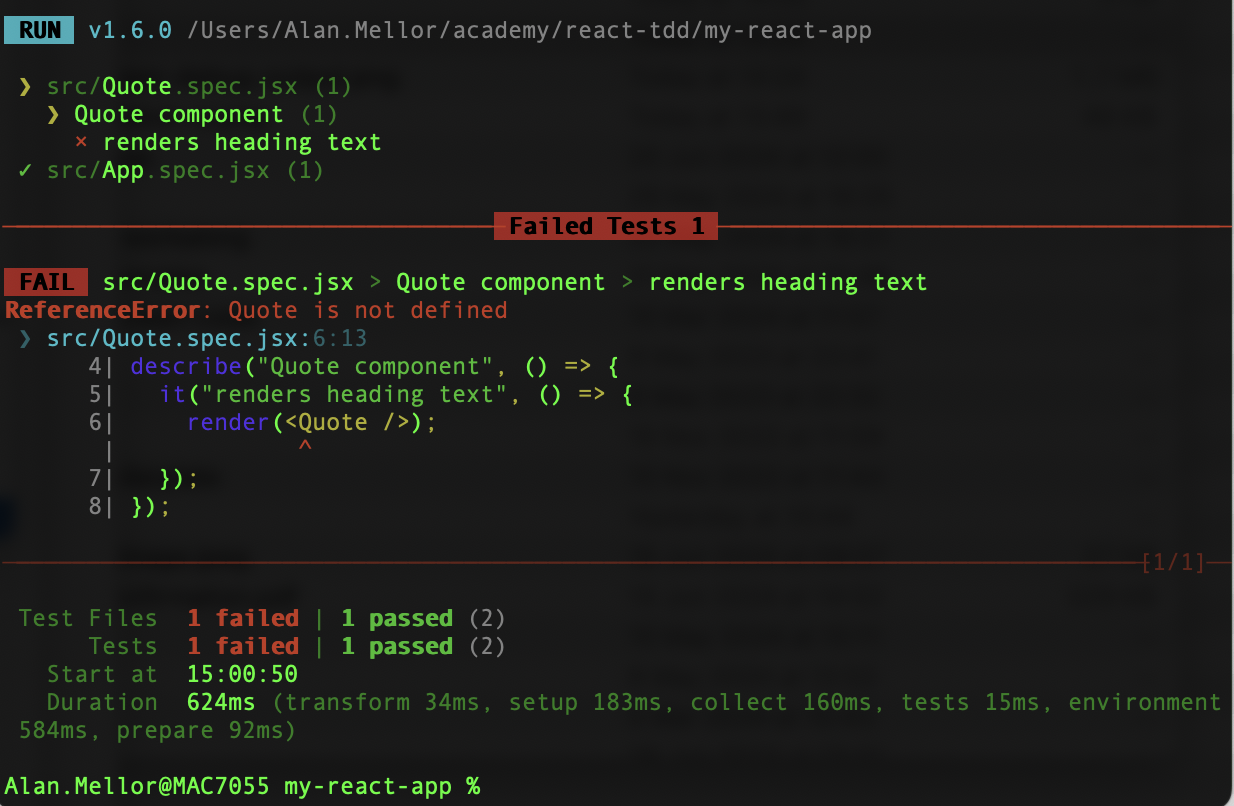 RUN v1.6.0 /Users/Alan.Mellor/academy/react-tdd/my-react-app
❯ src/Quote.spec.jsx (1)
❯ Quote component (1)
× renders heading text
✓ src/App.spec.jsx (1)
Failed Tests 1
FAIL src/Quote.spec.jsx > Quote component > renders heading text
ReferenceError: Quote is not defined
❯ src/Quote.spec.jsx:6:13
4| describe("Quote component", () => {
5| it("renders heading text", () => {
6| render(<Quote />);
| ^
7| });
8| });
[1/1]
Test Files 1 failed | 1 passed (2)
Tests 1 failed | 1 passed (2)
Start at 15:00:50
Duration 624ms (transform 34ms, setup 183ms, collect 160ms, tests 15ms, environment
584ms, prepare 92ms)
Alan.Mellor@MAC7055 my-react-app %